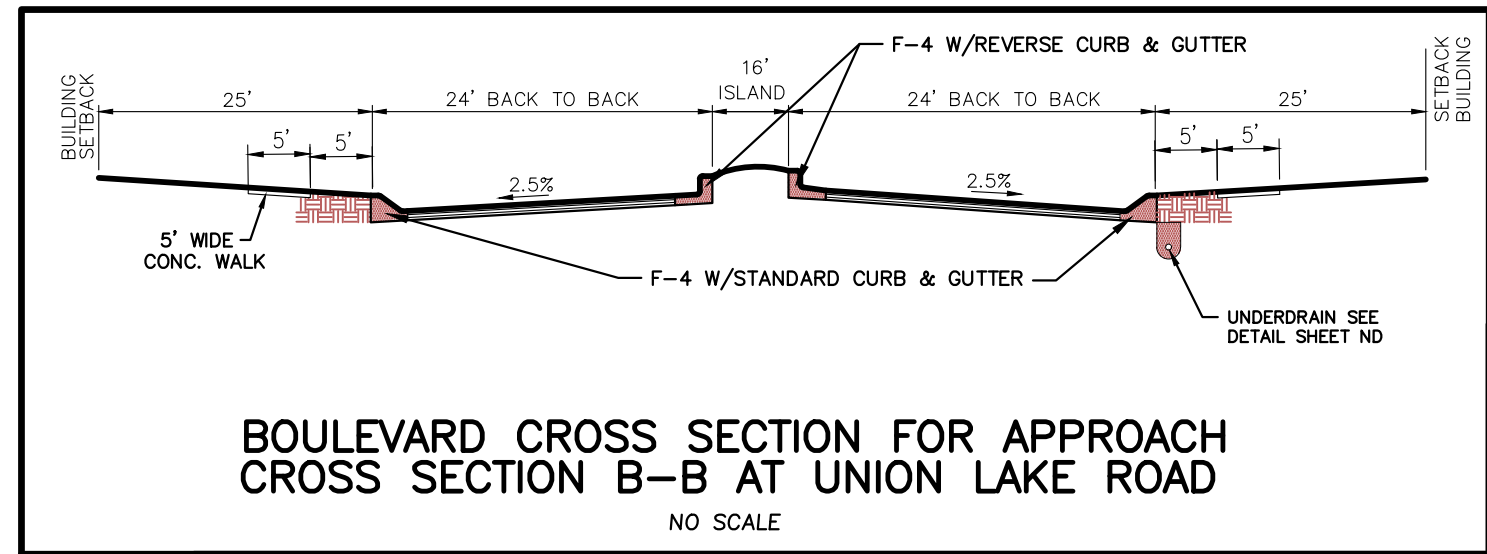 F-4 W/REVERSE CURB & GUTTER
BUILDING
SETBACK
25'
24' BACK TO BACK
16'
ISLAND
24' BACK TO BACK
25'
SETBACK
BUILDING
5'
5'
5'
5'
2.5%
2.5%
5' WIDE
CONC. WALK
F-4 W/STANDARD CURB & GUTTER
UNDERDRAIN SEE
DETAIL SHEET ND
BOULEVARD CROSS SECTION FOR APPROACH
CROSS SECTION B-B AT UNION LAKE ROAD
NO SCALE